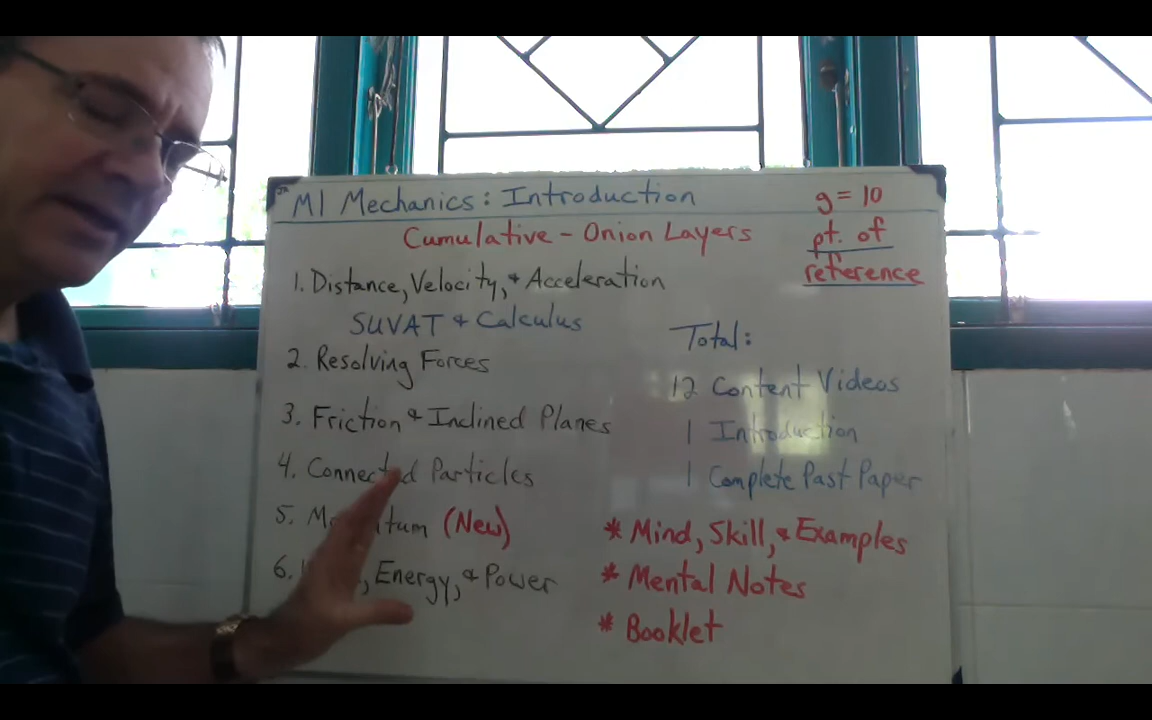 M1 Mechanics: Introduction
Cumulative - Onion Layers
g = 10
pt. of
reference
1. Distance, Velocity, & Acceleration
SUVAT & Calculus
2. Resolving Forces
3. Friction & Inclined Planes
4. Connected Particles
5. Momentum (New)
6. , Energy, & Power
Total:
12 Content Videos
1 Introduction
1 Complete Past Paper
* Mind, Skill, & Examples
* Mental Notes
* Booklet